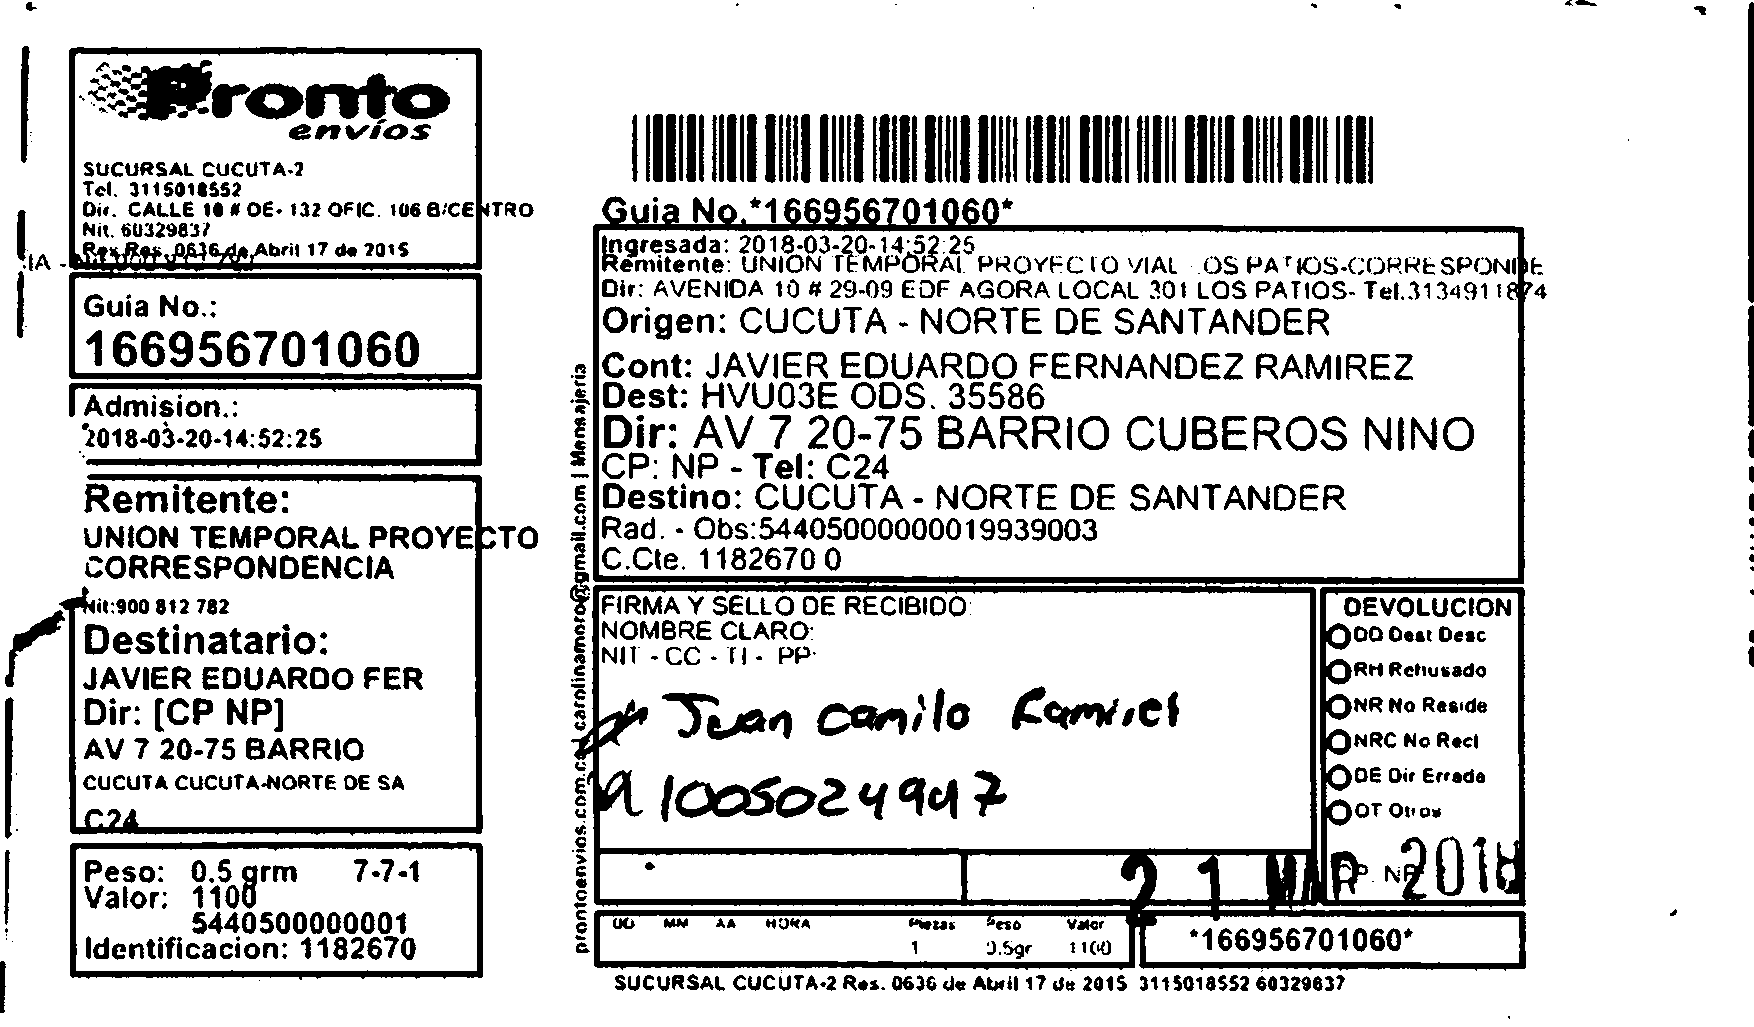 Pronto
envíos
SUCURSAL CUCUTA-2
Tel. 3115018552
Dir. CALLE 10 # OE- 132 OFIC. 106 B/CENTRO
Nit. 60329837
Res. 0636 de Abril 17 de 2015
Guia No.:
166956701060
Admision.:
2018-03-20-14:52:25
Remitente:
UNION TEMPORAL PROYECTO
CORRESPONDENCIA
Nit:900 812 782
Destinatario:
JAVIER EDUARDO FER
Dir: [CP NP]
AV 7 20-75 BARRIO
CUCUTA CUCUTA-NORTE DE SA
C24
Peso: 0.5 grm 7-7-1
Valor: 1100
5440500000001
Identificacion: 1182670
prontoenvios.com.co carolinamoro@gmail.com | Mensajeria
Guia No.*166956701060*
Ingresada: 2018-03-20-14:52:25
Remitente: UNION TEMPORAL PROYECTO VIAL LOS PATIOS-CORRESPONDE
Dir: AVENIDA 10 # 29-09 EDF AGORA LOCAL 301 LOS PATIOS- Tel.3134911874
Origen: CUCUTA - NORTE DE SANTANDER
Cont: JAVIER EDUARDO FERNANDEZ RAMIREZ
Dest: HVU03E ODS. 35586
Dir: AV 7 20-75 BARRIO CUBEROS NINO
CP: NP - Tel: C24
Destino: CUCUTA - NORTE DE SANTANDER
Rad. - Obs:54405000000019939003
C.Cte. 1182670 0
FIRMA Y SELLO DE RECIBIDO:
NOMBRE CLARO:
NIT - CC - TI - PP:
Juan Camilo Ramirez
1005024947
DEVOLUCION
DD Dest Desc
RH Rehusado
NR No Reside
NRC No Recl
DE Dir Errada
OT Otros
21 MAR 2018
DD MM AA HORA Piezas Peso Valor
1 0.5gr 1100
*166956701060*
SUCURSAL CUCUTA-2 Res. 0636 de Abril 17 de 2015 3115018552 60329837